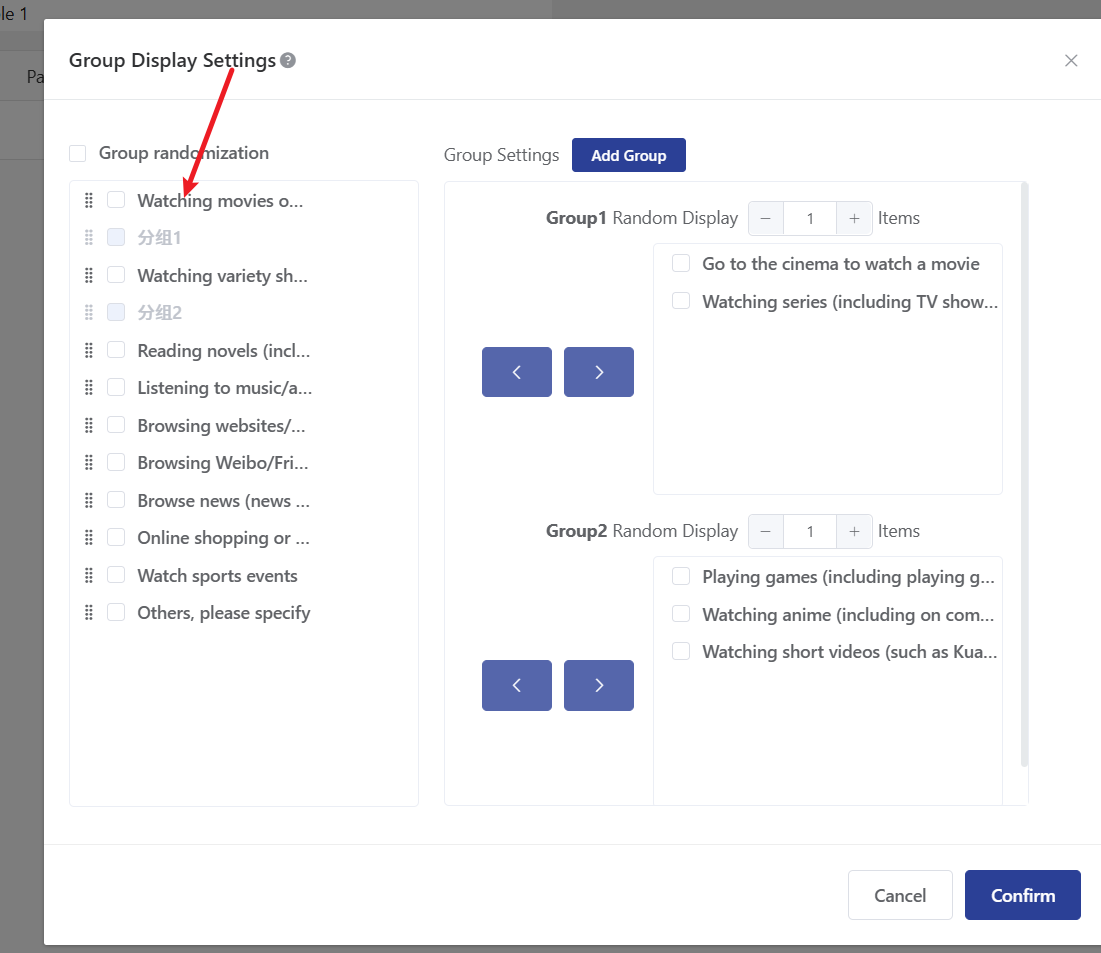 le 1
Group Display Settings
Pa
Group randomization
Watching movies o...
分组1
Watching variety sh...
分组2
Reading novels (incl...
Listening to music/a...
Browsing websites/...
Browsing Weibo/Fri...
Browse news (news ...
Online shopping or ...
Watch sports events
Others, please specify
Group Settings Add Group
Group1 Random Display − 1 + Items
Go to the cinema to watch a movie
Watching series (including TV show...
Group2 Random Display − 1 + Items
Playing games (including playing g...
Watching anime (including on com...
Watching short videos (such as Kua...
Cancel Confirm